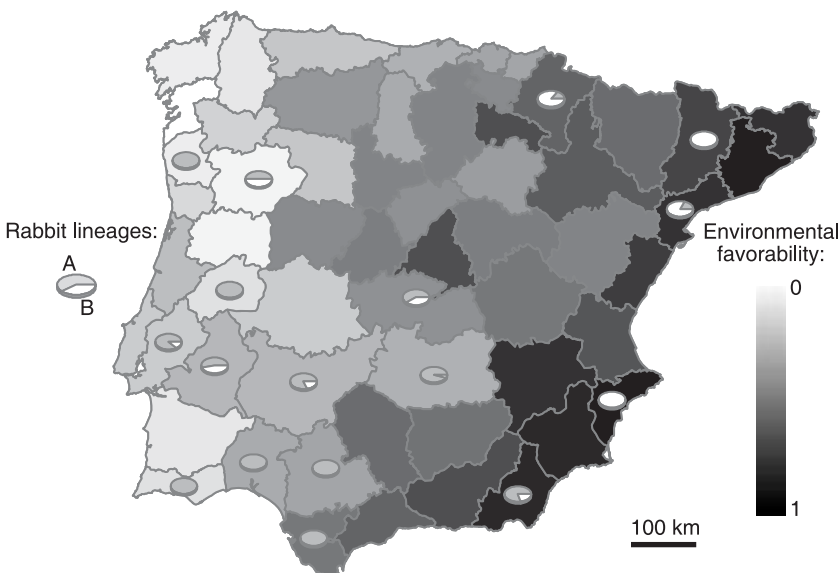 Rabbit lineages:
A
B
Environmental
favorability:
0
1
100 km